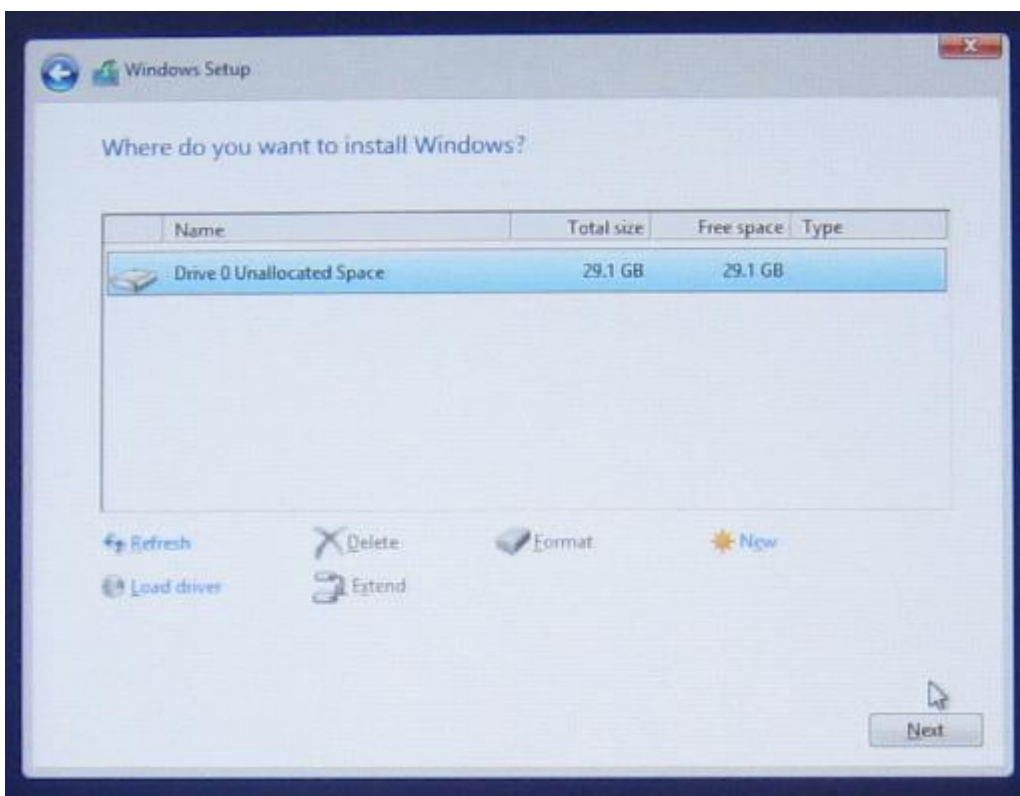 Windows Setup
Where do you want to install Windows?
Name Total size Free space Type
Drive 0 Unallocated Space 29.1 GB 29.1 GB
Refresh Delete Format New
Load driver Extend
Next